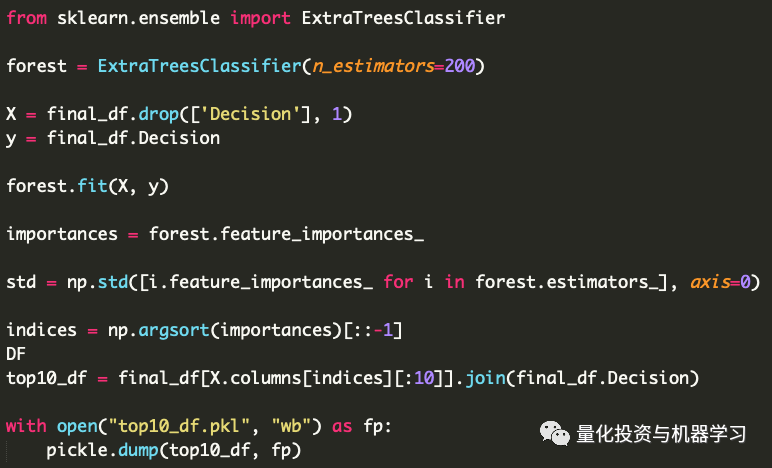 from sklearn.ensemble import ExtraTreesClassifier
forest = ExtraTreesClassifier(n_estimators=200)
X = final_df.drop(['Decision'], 1)
y = final_df.Decision
forest.fit(X, y)
importances = forest.feature_importances_
std = np.std([i.feature_importances_ for i in forest.estimators_], axis=0)
indices = np.argsort(importances)[::-1]
DF
top10_df = final_df[X.columns[indices][:10]].join(final_df.Decision)
with open("top10_df.pkl", "wb") as fp:
    pickle.dump(top10_df, fp)
量化投资与机器学习